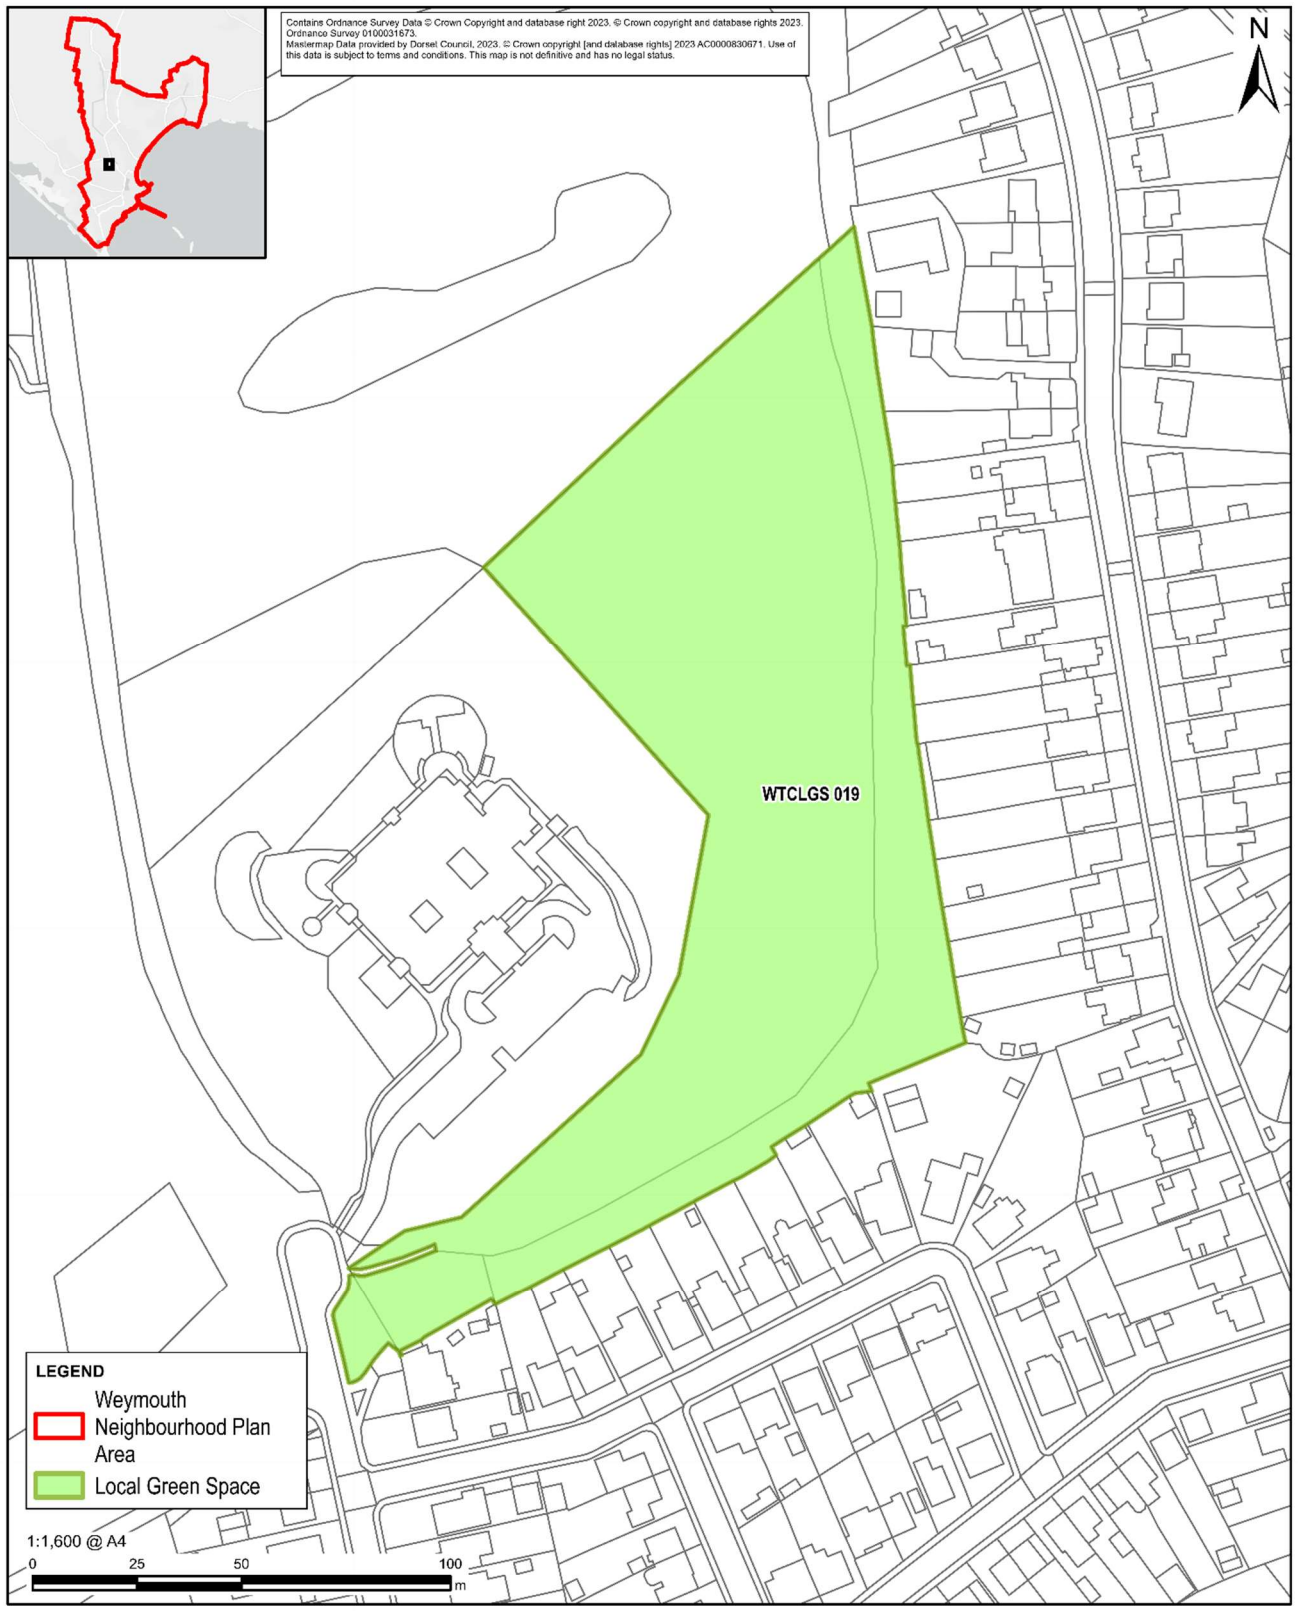 Contains Ordnance Survey Data © Crown Copyright and database right 2023. © Crown copyright and database rights 2023.
Ordnance Survey 0100031673.
Mastermap Data provided by Dorset Council, 2023. © Crown copyright [and database rights] 2023 AC0000830671. Use of
this data is subject to terms and conditions. This map is not definitive and has no legal status.
N
WTCLGS 019
LEGEND
Weymouth
Neighbourhood Plan
Area
Local Green Space
1:1,600 @ A4
0 25 50 100
m